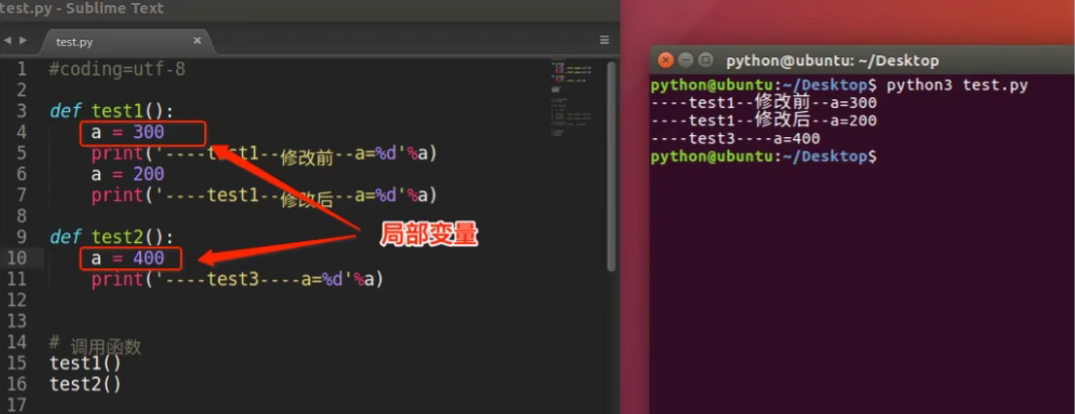 test.py - Sublime Text
test.py ×
1 #coding=utf-8
2
3 def test1():
4 a = 300
5 print('----test1--修改前--a=%d'%a)
6 a = 200
7 print('----test1--修改后--a=%d'%a)
8
9 def test2():
10 a = 400
11 print('----test3----a=%d'%a)
12
13
14 # 调用函数
15 test1()
16 test2()
17
局部变量
python@ubuntu: ~/Desktop
python@ubuntu:~/Desktop$ python3 test.py
----test1--修改前--a=300
----test1--修改后--a=200
----test3----a=400
python@ubuntu:~/Desktop$